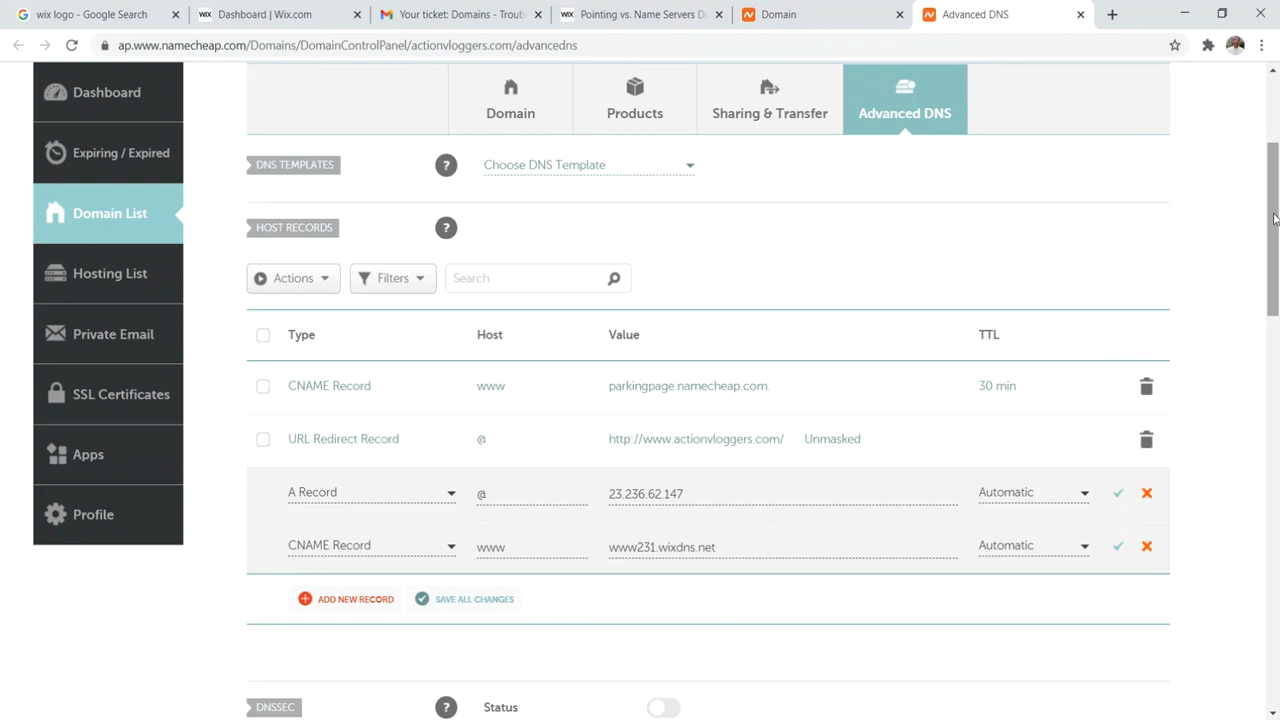 wix logo - Google Search
Dashboard | Wix.com
Your ticket: Domains - Troub
Pointing vs. Name Servers D
Domain
Advanced DNS
ap.www.namecheap.com/Domains/DomainControlPanel/actionvloggers.com/advancedns
Dashboard
Expiring / Expired
Domain List
Hosting List
Private Email
SSL Certificates
Apps
Profile
Domain
Products
Sharing & Transfer
Advanced DNS
DNS TEMPLATES
?
Choose DNS Template
HOST RECORDS
?
Actions
Filters
Search
Type Host Value TTL
CNAME Record www parkingpage.namecheap.com. 30 min
URL Redirect Record @ http://www.actionvloggers.com/ Unmasked
A Record @ 23.236.62.147 Automatic
CNAME Record www www231.wixdns.net Automatic
ADD NEW RECORD SAVE ALL CHANGES
DNSSEC ? Status